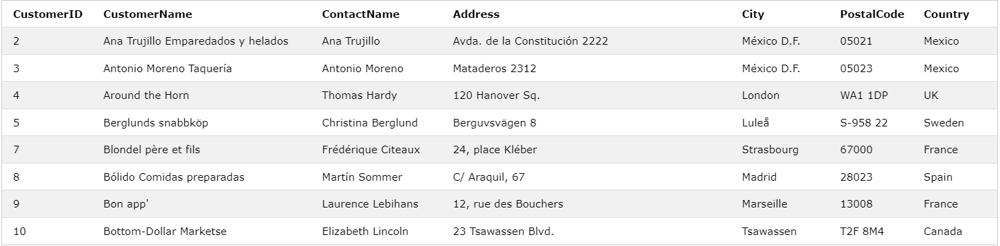 CustomerID CustomerName ContactName Address City PostalCode Country
2 Ana Trujillo Emparedados y helados Ana Trujillo Avda. de la Constitución 2222 México D.F. 05021 Mexico
3 Antonio Moreno Taquería Antonio Moreno Mataderos 2312 México D.F. 05023 Mexico
4 Around the Horn Thomas Hardy 120 Hanover Sq. London WA1 1DP UK
5 Berglunds snabbköp Christina Berglund Berguvsvägen 8 Luleå S-958 22 Sweden
7 Blondel père et fils Frédérique Citeaux 24, place Kléber Strasbourg 67000 France
8 Bólido Comidas preparadas Martín Sommer C/ Araquil, 67 Madrid 28023 Spain
9 Bon app' Laurence Lebihans 12, rue des Bouchers Marseille 13008 France
10 Bottom-Dollar Marketse Elizabeth Lincoln 23 Tsawassen Blvd. Tsawassen T2F 8M4 Canada